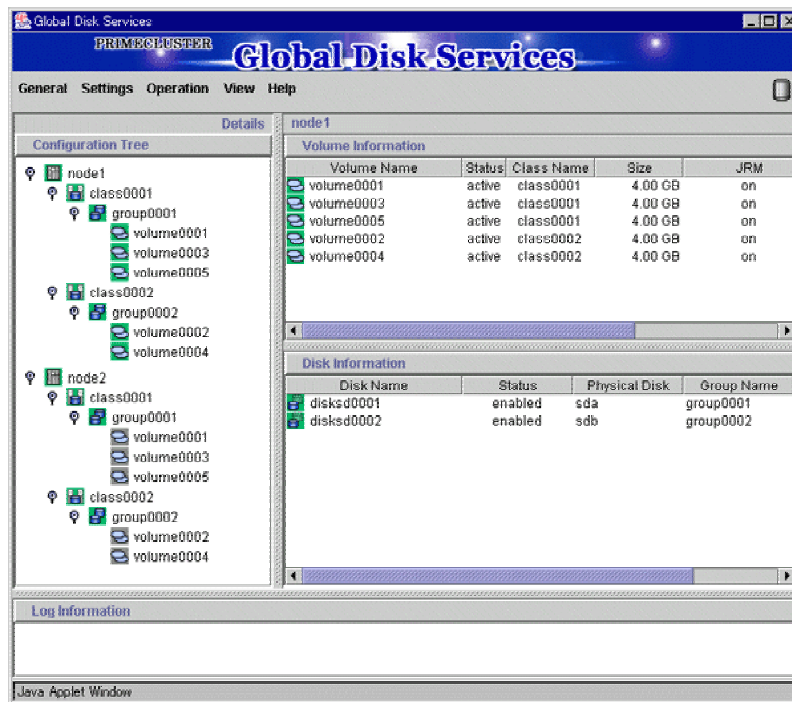 Global Disk Services
PRIMECLUSTER
Global Disk Services
General Settings Operation View Help
Details
Configuration Tree
node1
class0001
group0001
volume0001
volume0003
volume0005
class0002
group0002
volume0002
volume0004
node2
class0001
group0001
volume0001
volume0003
volume0005
class0002
group0002
volume0002
volume0004
node1
Volume Information
Volume Name Status Class Name Size JRM
volume0001 active class0001 4.00 GB on
volume0003 active class0001 4.00 GB on
volume0005 active class0001 4.00 GB on
volume0002 active class0002 4.00 GB on
volume0004 active class0002 4.00 GB on
Disk Information
Disk Name Status Physical Disk Group Name
disksd0001 enabled sda group0001
disksd0002 enabled sdb group0002
Log Information
Java Applet Window